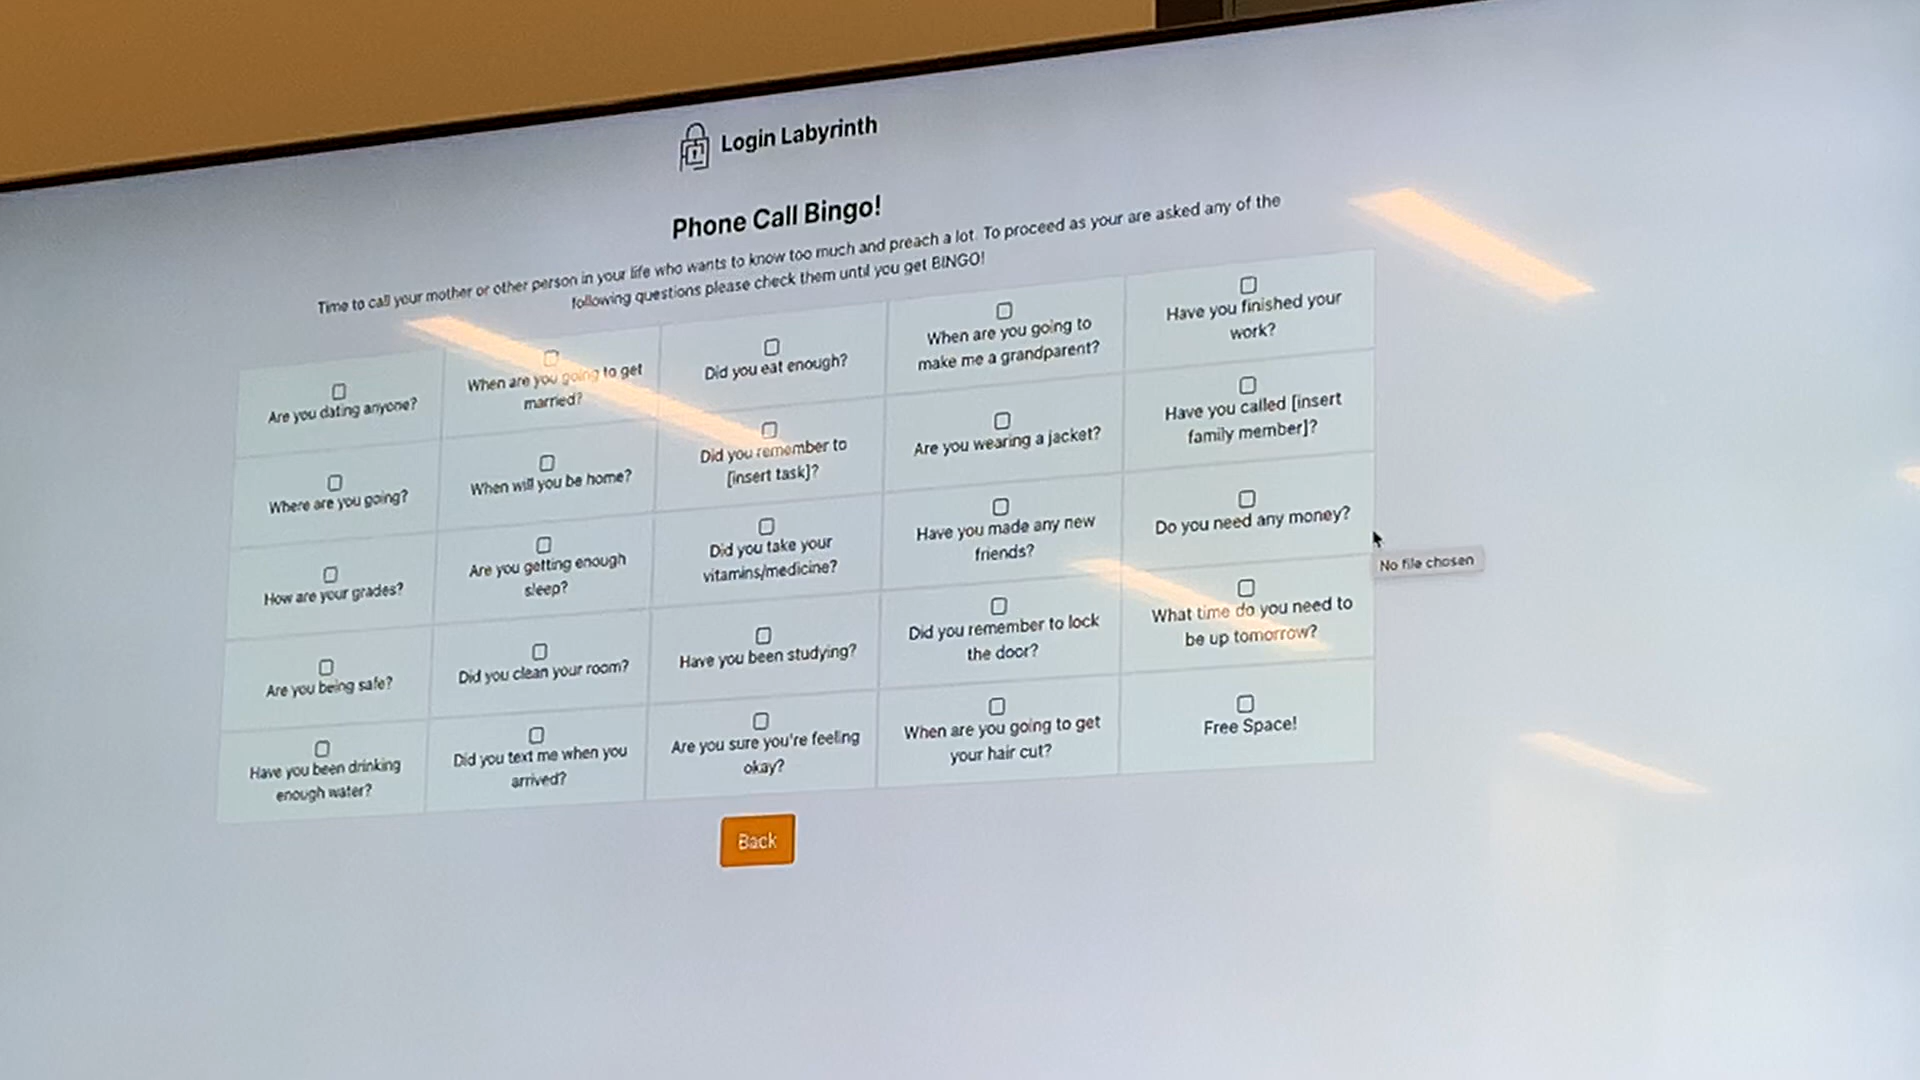 Login Labyrinth
Phone Call Bingo!
Time to call your mother or other person in your life who wants to know too much and preach a lot. To proceed as your are asked any of the
following questions please check them until you get BINGO!
Are you dating anyone?
When are you going to get
married?
Did you eat enough?
When are you going to
make me a grandparent?
Have you finished your
work?
Where are you going?
When will you be home?
Did you remember to
[insert task]?
Are you wearing a jacket?
Have you called [insert
family member]?
How are your grades?
Are you getting enough
sleep?
Did you take your
vitamins/medicine?
Have you made any new
friends?
Do you need any money?
No file chosen
Are you being safe?
Did you clean your room?
Have you been studying?
Did you remember to lock
the door?
What time do you need to
be up tomorrow?
Have you been drinking
enough water?
Did you text me when you
arrived?
Are you sure you're feeling
okay?
When are you going to get
your hair cut?
Free Space!
Back